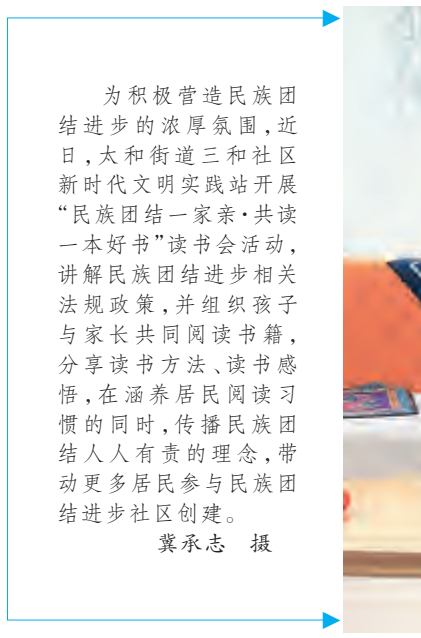 为积极营造民族团
结进步的浓厚氛围，近
日，太和街道三和社区
新时代文明实践站开展
“民族团结一家亲·共读
一本好书”读书会活动，
讲解民族团结进步相关
法规政策，并组织孩子
与家长共同阅读书籍，
分享读书方法、读书感
悟，在涵养居民阅读习
惯的同时，传播民族团
结人人有责的理念，带
动更多居民参与民族团
结进步社区创建。
冀承志　摄